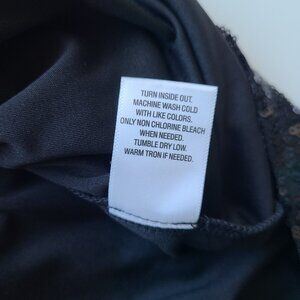 TURN INSIDE OUT.
MACHINE WASH COLD
WITH LIKE COLORS.
ONLY NON CHLORINE BLEACH
WHEN NEEDED.
TUMBLE DRY LOW.
WARM TRON IF NEEDED.